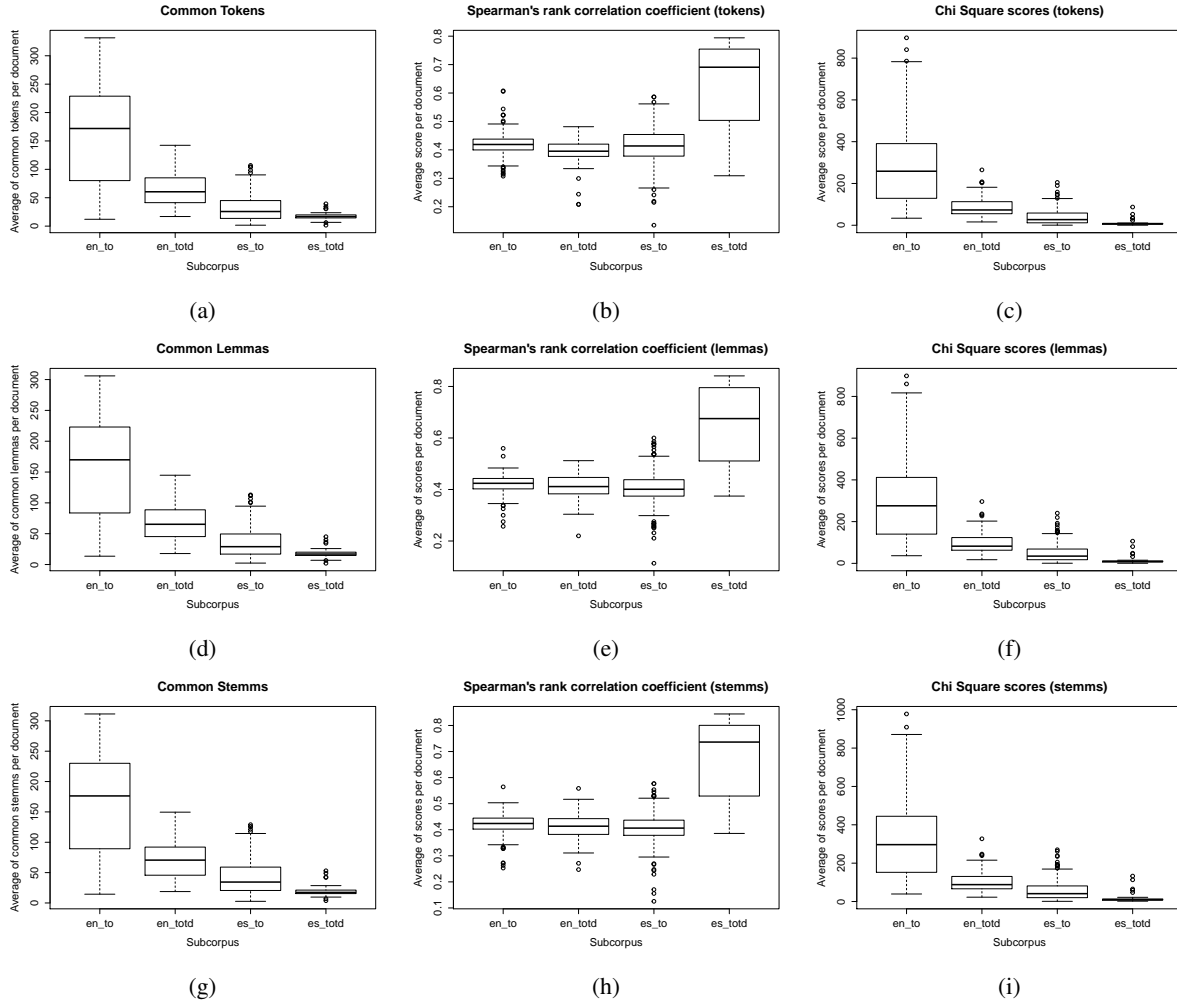 Common Tokens
Average of common tokens per document
0 50 100 150 200 250 300
en_to en_totd es_to es_totd
Subcorpus
(a)
Spearman's rank correlation coefficient (tokens)
Average score per document
0.2 0.3 0.4 0.5 0.6 0.7 0.8
en_to en_totd es_to es_totd
Subcorpus
(b)
Chi Square scores (tokens)
Average score per document
0 200 400 600 800
en_to en_totd es_to es_totd
Subcorpus
(c)
Common Lemmas
Average of common lemmas per document
0 50 100 150 200 250 300
en_to en_totd es_to es_totd
Subcorpus
(d)
Spearman's rank correlation coefficient (lemmas)
Average of scores per document
0.2 0.4 0.6 0.8
en_to en_totd es_to es_totd
Subcorpus
(e)
Chi Square scores (lemmas)
Average of scores per document
0 200 400 600 800
en_to en_totd es_to es_totd
Subcorpus
(f)
Common Stemms
Average of common stemms per document
0 50 100 150 200 250 300
en_to en_totd es_to es_totd
Subcorpus
(g)
Spearman's rank correlation coefficient (stemms)
Average of scores per document
0.1 0.2 0.3 0.4 0.5 0.6 0.7 0.8
en_to en_totd es_to es_totd
Subcorpus
(h)
Chi Square scores (stemms)
Average of scores per document
0 200 400 600 800 1000
en_to en_totd es_to es_totd
Subcorpus
(i)